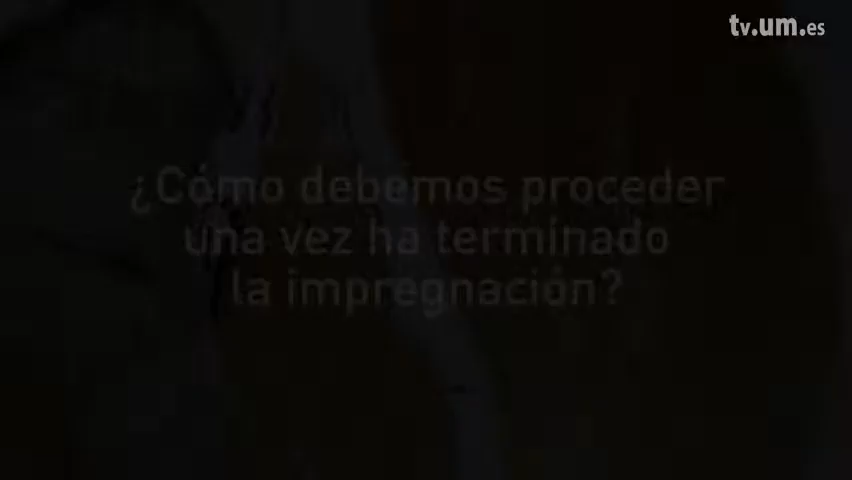 tv.um.es
¿Cómo debemos proceder
una vez ha terminado
la impregnación?